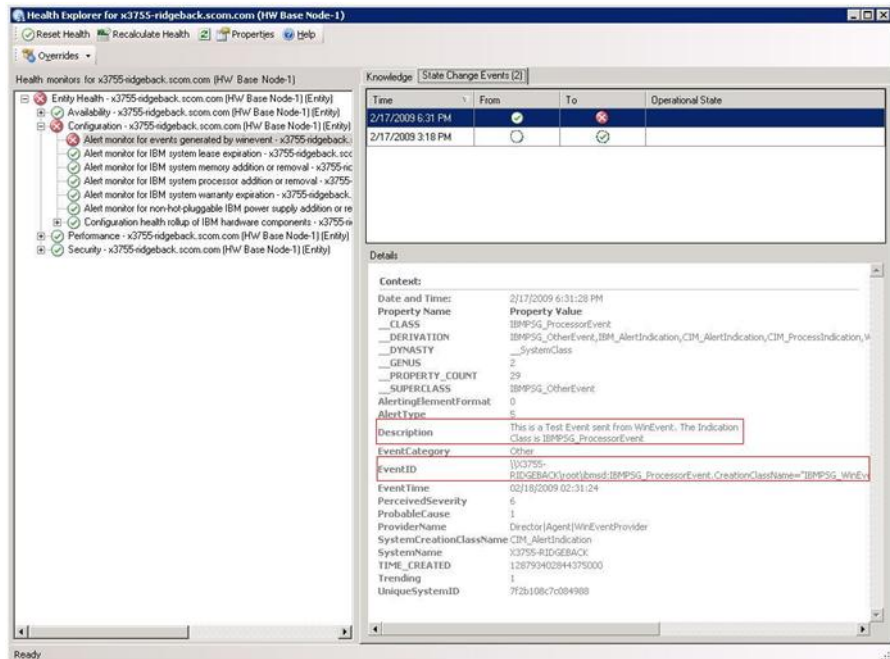 Health Explorer for x3755-ridgeback.scom.com (HW Base Node-1)
Reset Health Recalculate Health Properties Help
Overrides
Health monitors for x3755-ridgeback.scom.com (HW Base Node-1)
Entity Health - x3755-ridgeback.scom.com (HW Base Node-1) (Entity)
Availability - x3755-ridgeback.scom.com (HW Base Node-1) (Entity)
Configuration - x3755-ridgeback.scom.com (HW Base Node-1) (Entity)
Alert monitor for events generated by winevent - x3755-ridgeback.
Alert monitor for IBM system lease expiration - x3755-ridgeback.scc
Alert monitor for IBM system memory addition or removal - x3755-ric
Alert monitor for IBM system processor addition or removal - x3755-
Alert monitor for IBM system warranty expiration - x3755-ridgeback.
Alert monitor for non-hot-pluggable IBM power supply addition or re
Configuration health rollup of IBM hardware components - x3755-ri
Performance - x3755-ridgeback.scom.com (HW Base Node-1) (Entity)
Security - x3755-ridgeback.scom.com (HW Base Node-1) (Entity)
Knowledge State Change Events (2)
Time From To Operational State
2/17/2009 6:31 PM
2/17/2009 3:18 PM
Details
Context:
Date and Time: 2/17/2009 6:31:28 PM
Property Name Property Value
__CLASS IBMPSG_ProcessorEvent
__DERIVATION IBMPSG_OtherEvent,IBM_AlertIndication,CIM_AlertIndication,CIM_ProcessIndication,W
__DYNASTY __SystemClass
__GENUS 2
__PROPERTY_COUNT 29
__SUPERCLASS IBMPSG_OtherEvent
AlertingElementFormat 0
AlertType 5
Description This is a Test Event sent from WinEvent. The Indication
Class is IBMPSG_ProcessorEvent
EventCategory Other
EventID \\X3755-
RIDGEBACK\root\ibmsd:IBMPSG_ProcessorEvent.CreationClassName="IBMPSG_WinEv
EventTime 02/18/2009 02:31:24
PerceivedSeverity 6
ProbableCause 1
ProviderName Director|Agent|WinEventProvider
SystemCreationClassName CIM_AlertIndication
SystemName X3755-RIDGEBACK
TIME_CREATED 128793402844375000
Trending 1
UniqueSystemID 7f2b108c7c084988
Ready